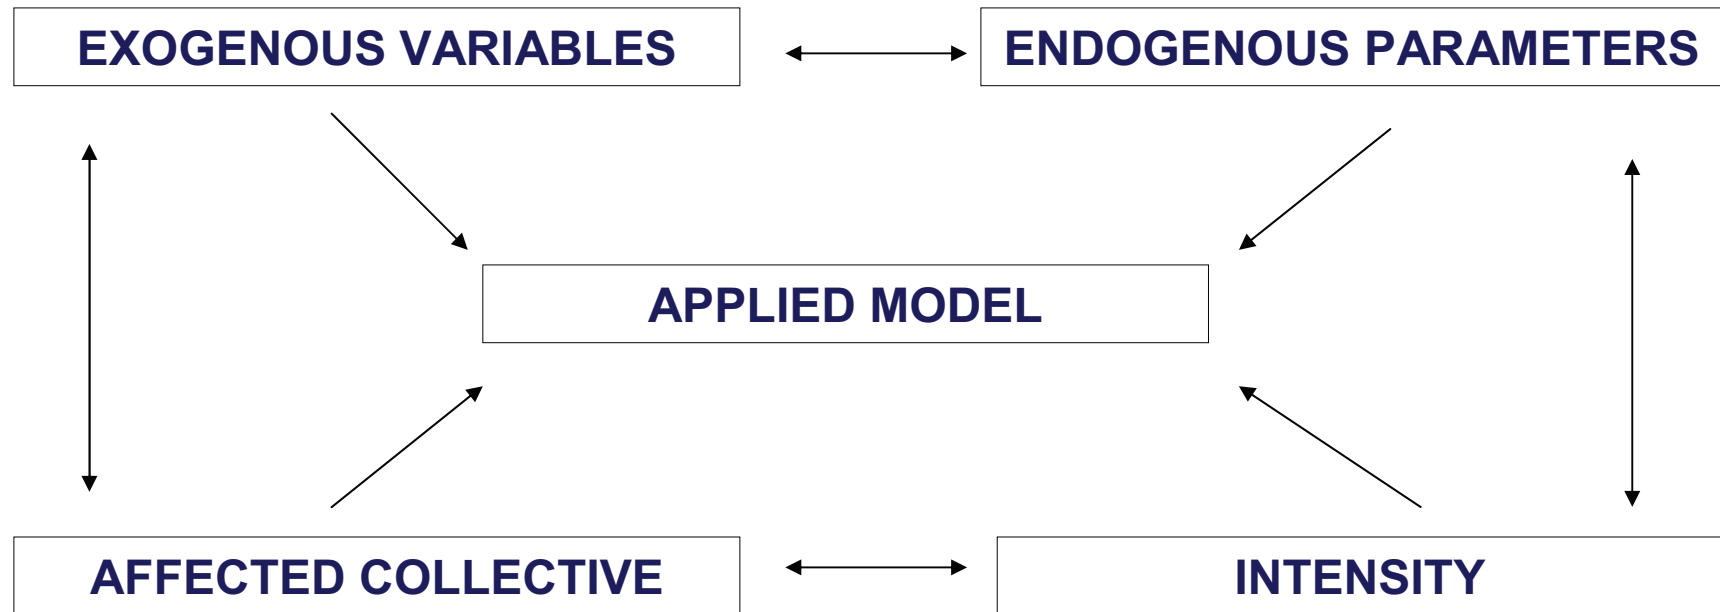 EXOGENOUS VARIABLES
ENDOGENOUS PARAMETERS
APPLIED MODEL
AFFECTED COLLECTIVE
INTENSITY